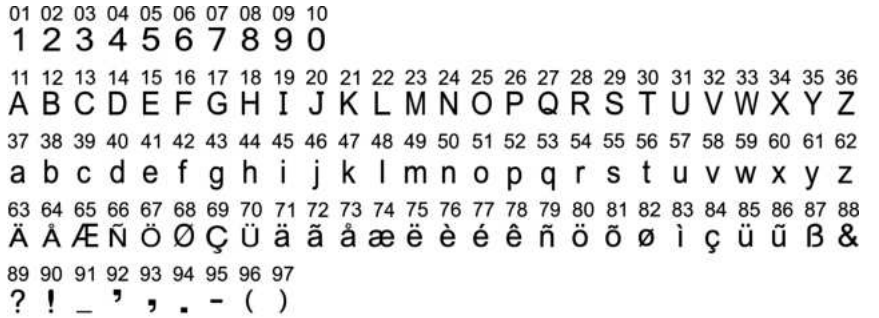 01 02 03 04 05 06 07 08 09 10
1 2 3 4 5 6 7 8 9 0
11 12 13 14 15 16 17 18 19 20 21 22 23 24 25 26 27 28 29 30 31 32 33 34 35 36
A B C D E F G H I J K L M N O P Q R S T U V W X Y Z
37 38 39 40 41 42 43 44 45 46 47 48 49 50 51 52 53 54 55 56 57 58 59 60 61 62
a b c d e f g h i j k l m n o p q r s t u v w x y z
63 64 65 66 67 68 69 70 71 72 73 74 75 76 77 78 79 80 81 82 83 84 85 86 87 88
Ä Å Æ Ñ Ö Ø Ç Ü ä ã å æ ë è é ê ñ ö õ ø ì ç ü ũ ß &
89 90 91 92 93 94 95 96 97
? ! _ ’ , . - ( )